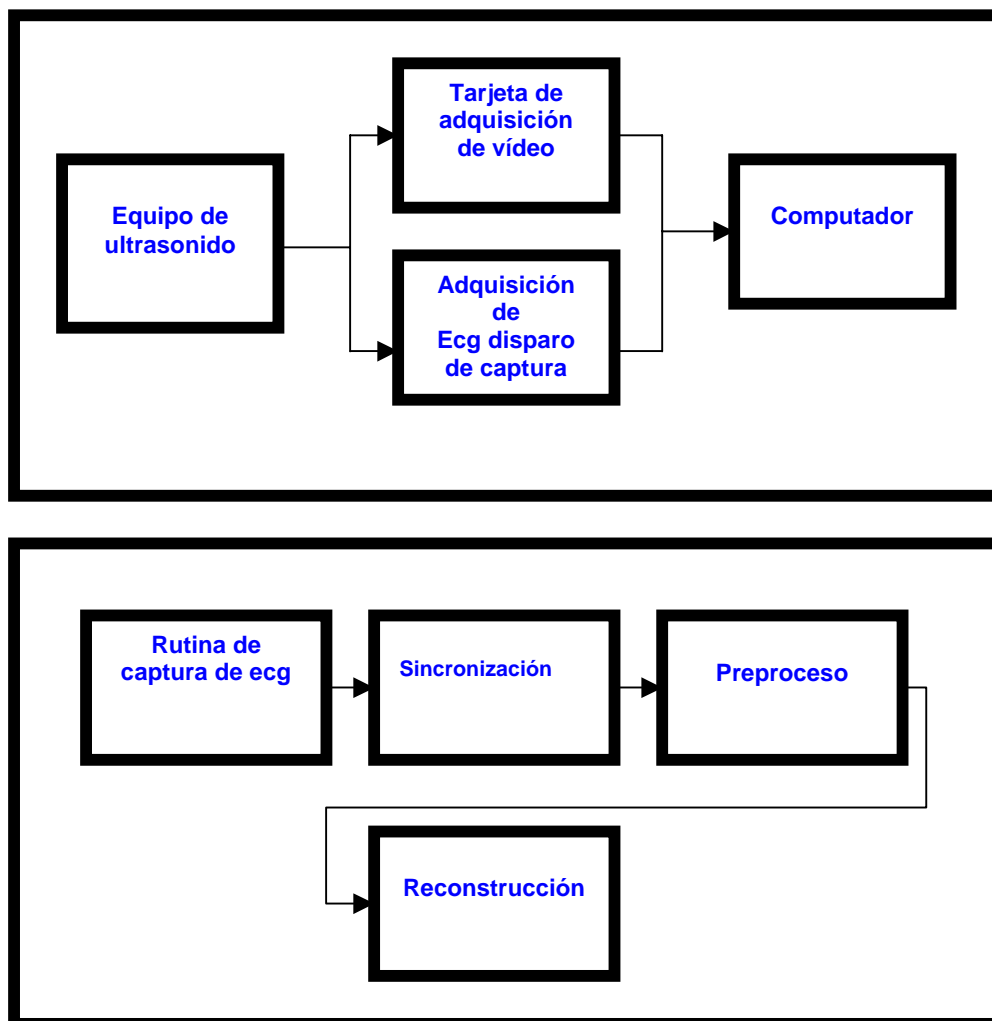 Equipo de
ultrasonido
Tarjeta de
adquisición
de vídeo
Adquisición
de
Ecg disparo
de captura
Computador
Rutina de
captura de ecg
Sincronización
Preproceso
Reconstrucción